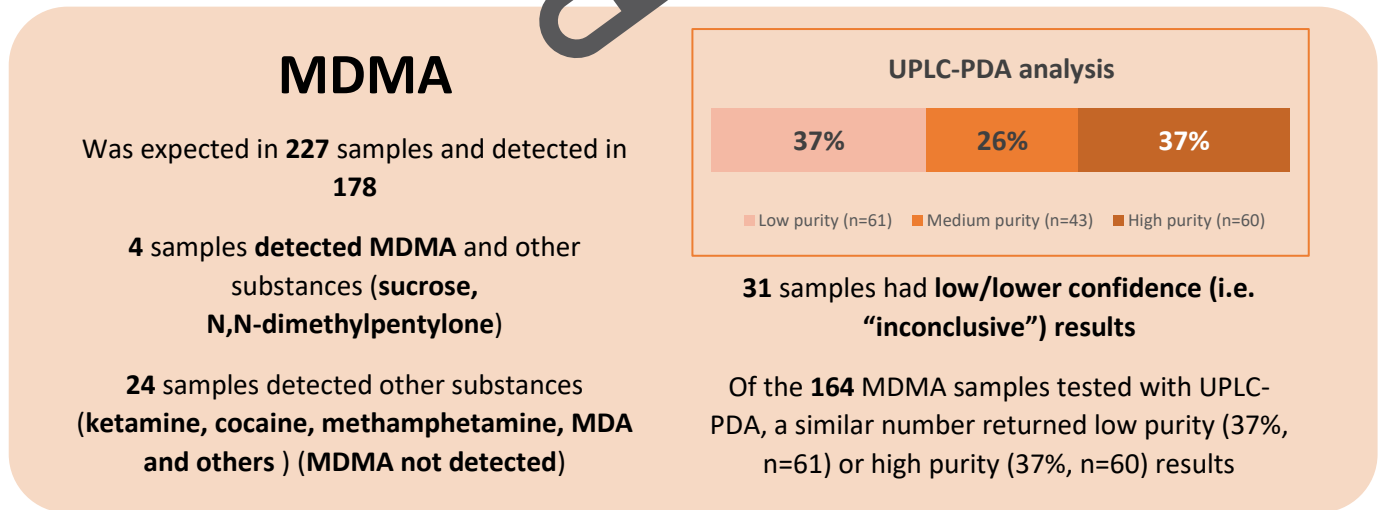 MDMA
Was expected in 227 samples and detected in
178
4 samples detected MDMA and other
substances (sucrose,
N,N-dimethylpentylone)
24 samples detected other substances
(ketamine, cocaine, methamphetamine, MDA
and others ) (MDMA not detected)
UPLC-PDA analysis
37% 26% 37%
Low purity (n=61) Medium purity (n=43) High purity (n=60)
31 samples had low/lower confidence (i.e.
“inconclusive”) results
Of the 164 MDMA samples tested with UPLC-
PDA, a similar number returned low purity (37%,
n=61) or high purity (37%, n=60) results